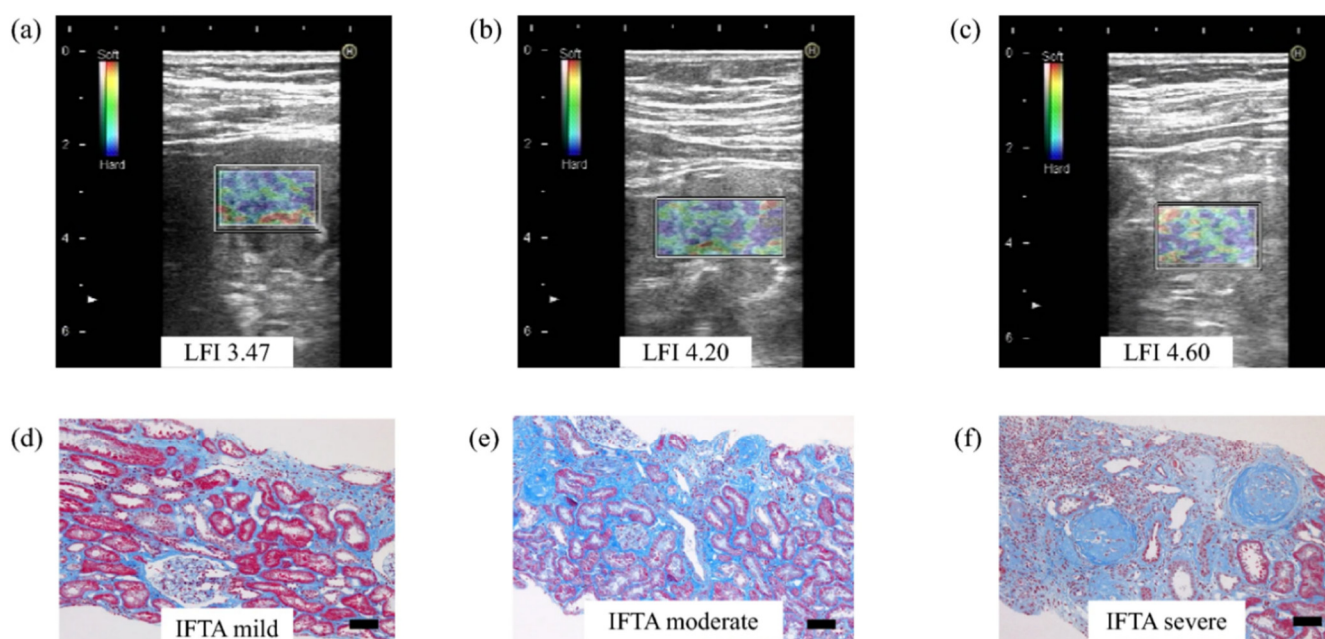 (a)
Soft
Hard
0
2
4
6
H
LFI 3.47
(b)
Soft
Hard
0
2
4
6
H
LFI 4.20
(c)
Soft
Hard
0
2
4
6
H
LFI 4.60
(d)
IFTA mild
(e)
IFTA moderate
(f)
IFTA severe